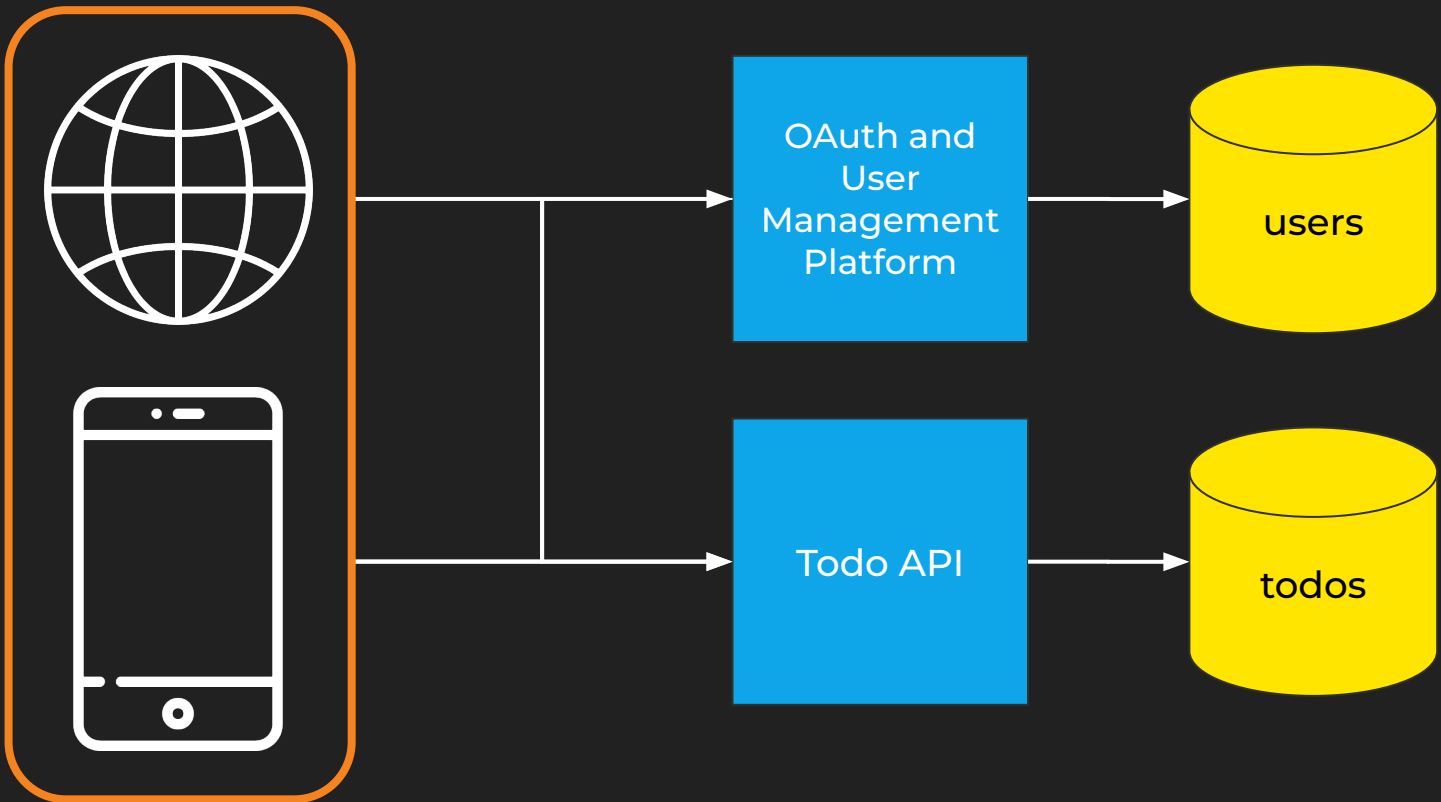 OAuth and
User
Management
Platform
users
Todo API
todos